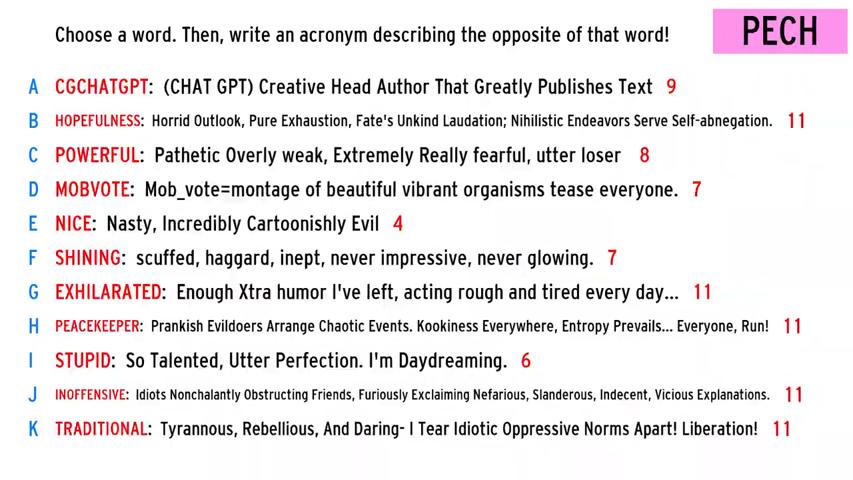 Choose a word. Then, write an acronym describing the opposite of that word!
PECH
A CGCHATGPT: (CHAT GPT) Creative Head Author That Greatly Publishes Text 9
B HOPEFULNESS: Horrid Outlook, Pure Exhaustion, Fate's Unkind Laudation; Nihilistic Endeavors Serve Self-abnegation. 11
C POWERFUL: Pathetic Overly weak, Extremely Really fearful, utter loser 8
D MOBVOTE: Mob_vote=montage of beautiful vibrant organisms tease everyone. 7
E NICE: Nasty, Incredibly Cartoonishly Evil 4
F SHINING: scuffed, haggard, inept, never impressive, never glowing. 7
G EXHILARATED: Enough Xtra humor I've left, acting rough and tired every day... 11
H PEACEKEEPER: Prankish Evildoers Arrange Chaotic Events. Kookiness Everywhere, Entropy Prevails... Everyone, Run! 11
I STUPID: So Talented, Utter Perfection. I'm Daydreaming. 6
J INOFFENSIVE: Idiots Nonchalantly Obstructing Friends, Furiously Exclaiming Nefarious, Slanderous, Indecent, Vicious Explanations. 11
K TRADITIONAL: Tyrannous, Rebellious, And Daring- I Tear Idiotic Oppressive Norms Apart! Liberation! 11